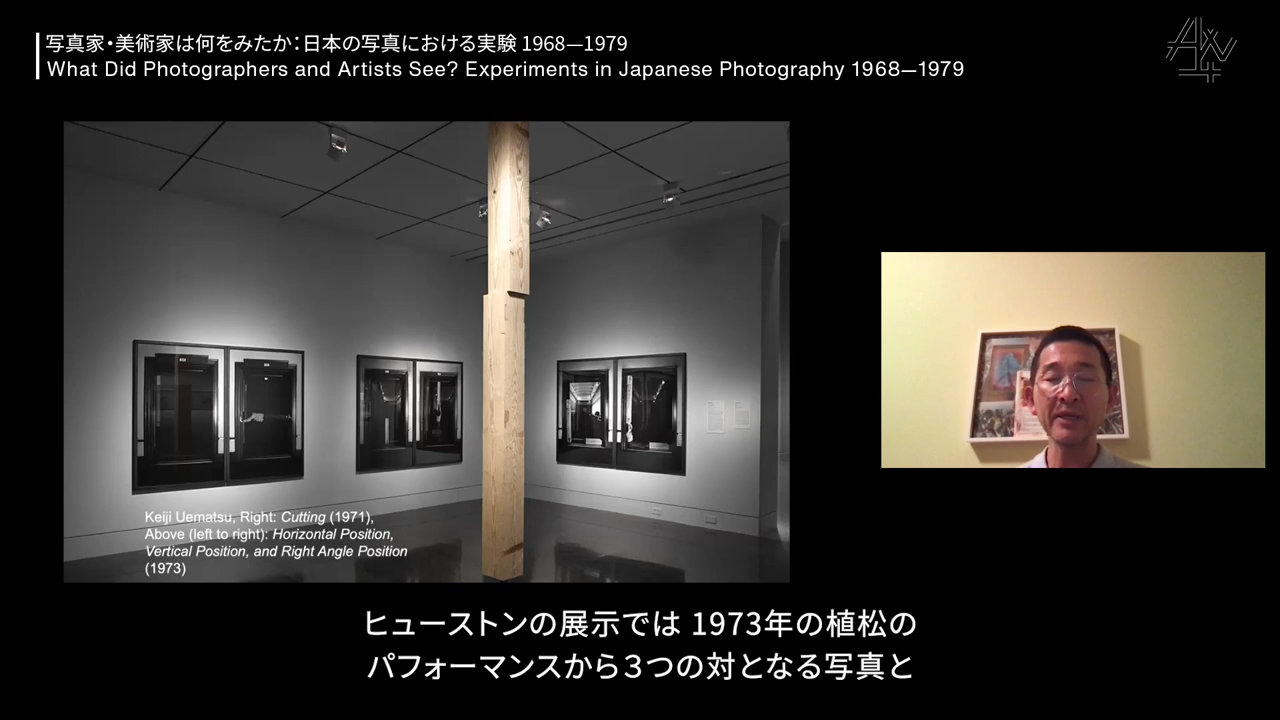 写真家・美術家は何をみたか：日本の写真における実験 1968—1979
What Did Photographers and Artists See? Experiments in Japanese Photography 1968—1979
Keiji Uematsu, Right: Cutting (1971),
Above (left to right): Horizontal Position,
Vertical Position, and Right Angle Position
(1973)
ヒューストンの展示では 1973年の植松の
パフォーマンスから３つの対となる写真と